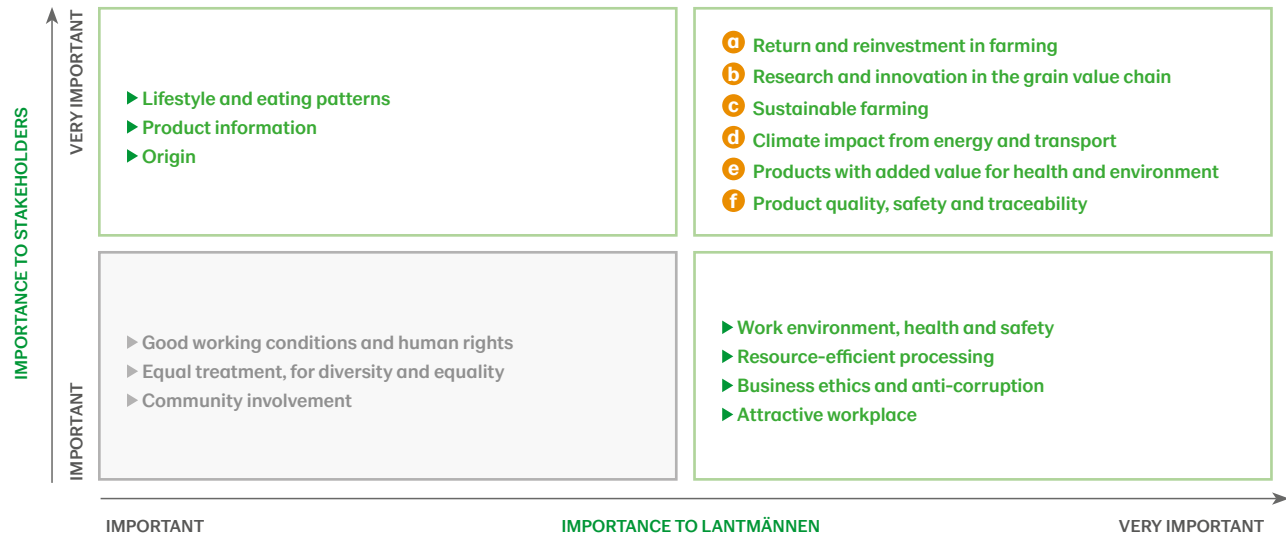 IMPORTANCE TO STAKEHOLDERS
VERY IMPORTANT
IMPORTANT
Lifestyle and eating patterns
Product information
Origin
a Return and reinvestment in farming
b Research and innovation in the grain value chain
c Sustainable farming
d Climate impact from energy and transport
e Products with added value for health and environment
f Product quality, safety and traceability
Good working conditions and human rights
Equal treatment, for diversity and equality
Community involvement
Work environment, health and safety
Resource-efficient processing
Business ethics and anti-corruption
Attractive workplace
IMPORTANT
IMPORTANCE TO LANTMÄNNEN
VERY IMPORTANT